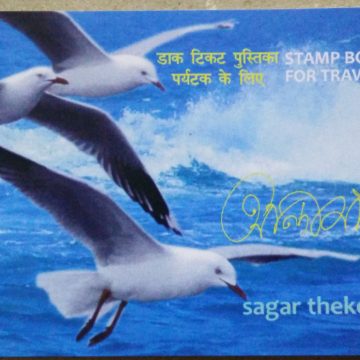 डाक टिकट पुस्तिका STAMP BO
पर्यटक के लिए FOR TRAV
sagar theke